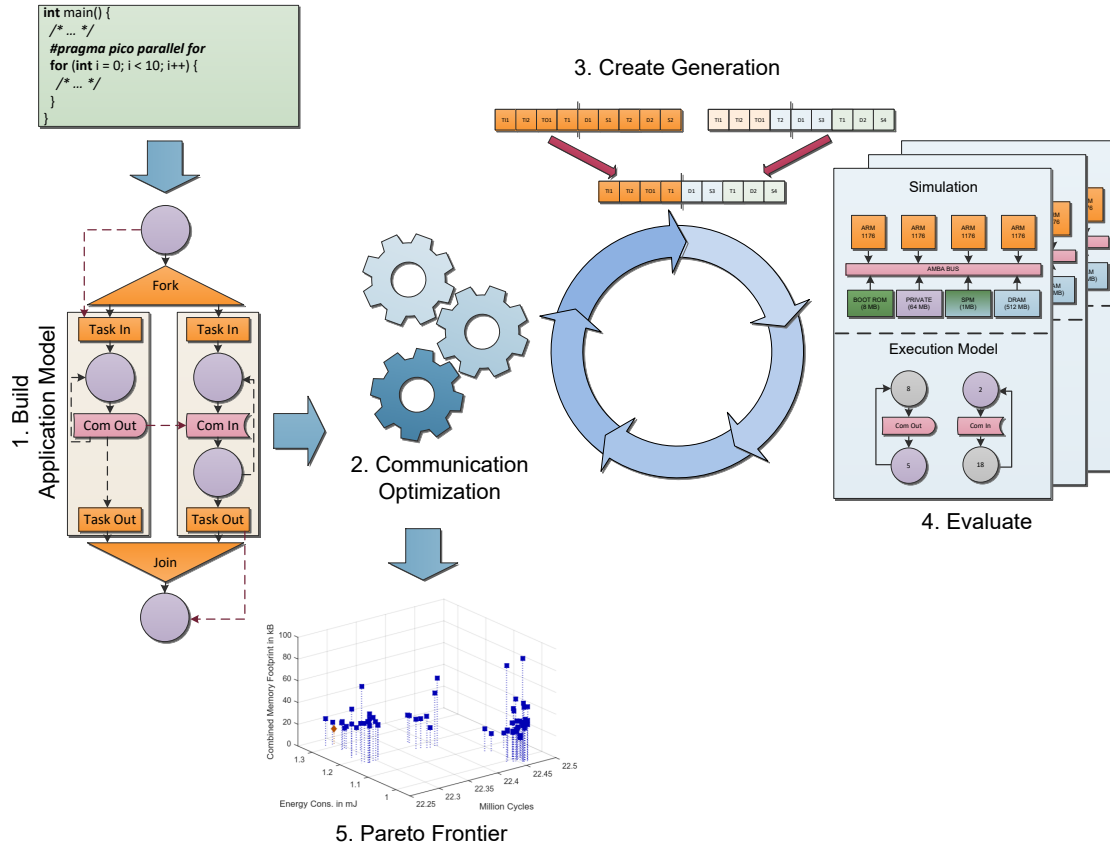 int main() {
/* ... */
#pragma pico parallel for
for (int i = 0; i < 10; i++) {
/* ... */
}
}
1. Build
Application Model
Fork
Task In
Task In
Com Out
Com In
Task Out
Task Out
Join
2. Communication
Optimization
3. Create Generation
TI1 TI2 TO1 T1 D1 S1 T2 D2 S2
TI1 TI2 TO1 T2 D1 S3 T1 D2 S4
TI1 TI2 TO1 T1 D1 S3 T1 D2 S4
Simulation
ARM
1176
ARM
1176
ARM
1176
ARM
1176
AMBA BUS
BOOT ROM
(8 MB)
PRIVATE
(64 MB)
SPM
(1MB)
DRAM
(512 MB)
Execution Model
8
Com Out
5
2
Com In
18
4. Evaluate
Combined Memory Footprint in kB
100
80
60
40
20
0
1.3
1.2
1.1
1
Energy Cons. in mJ
22.25
22.3
22.35
22.4
22.45
22.5
Million Cycles
5. Pareto Frontier